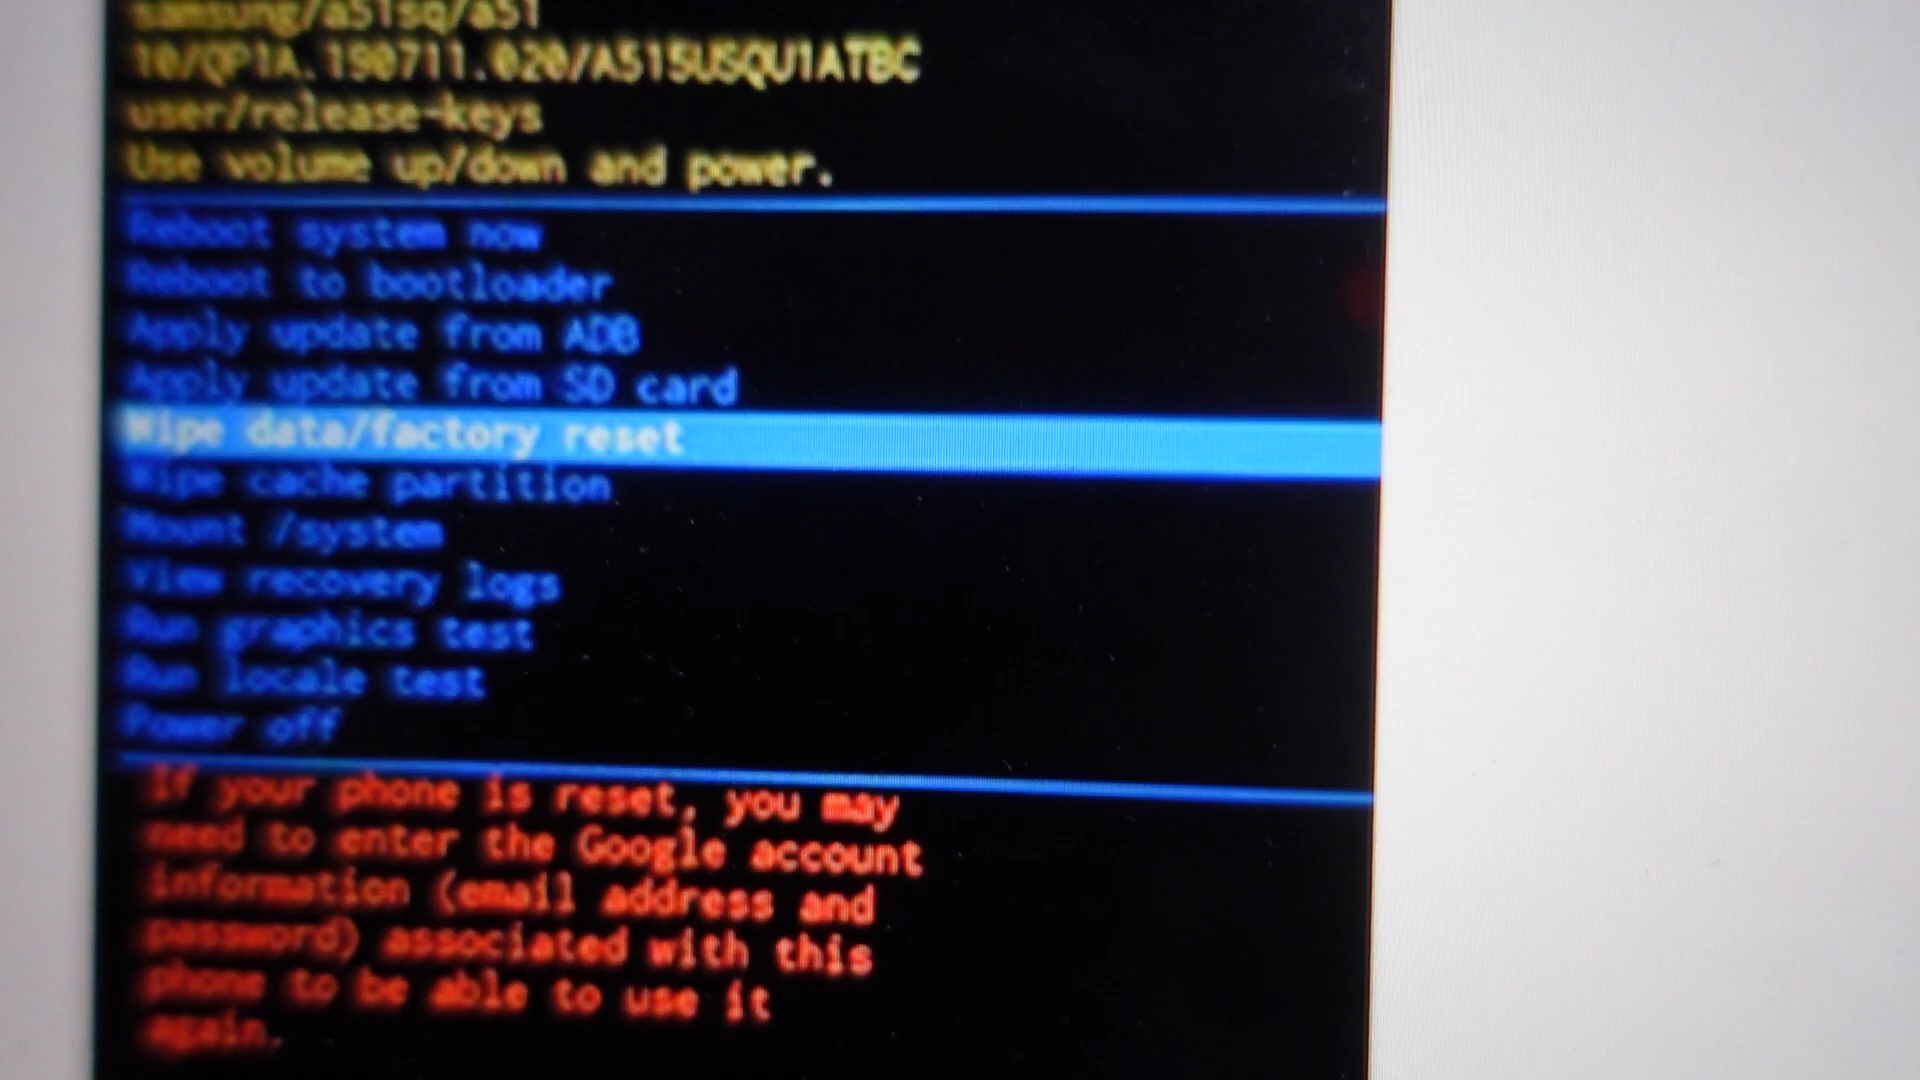 samsung/a51sq/a51
10/QP1A.190711.020/A515USQU1ATBC
user/release-keys
Use volume up/down and power.
Reboot system now
Reboot to bootloader
Apply update from ADB
Apply update from SD card
Wipe data/factory reset
Wipe cache partition
Mount /system
View recovery logs
Run graphics test
Run locale test
Power off
If your phone is reset, you may
need to enter the Google account
information (email address and
password) associated with this
phone to be able to use it
again.